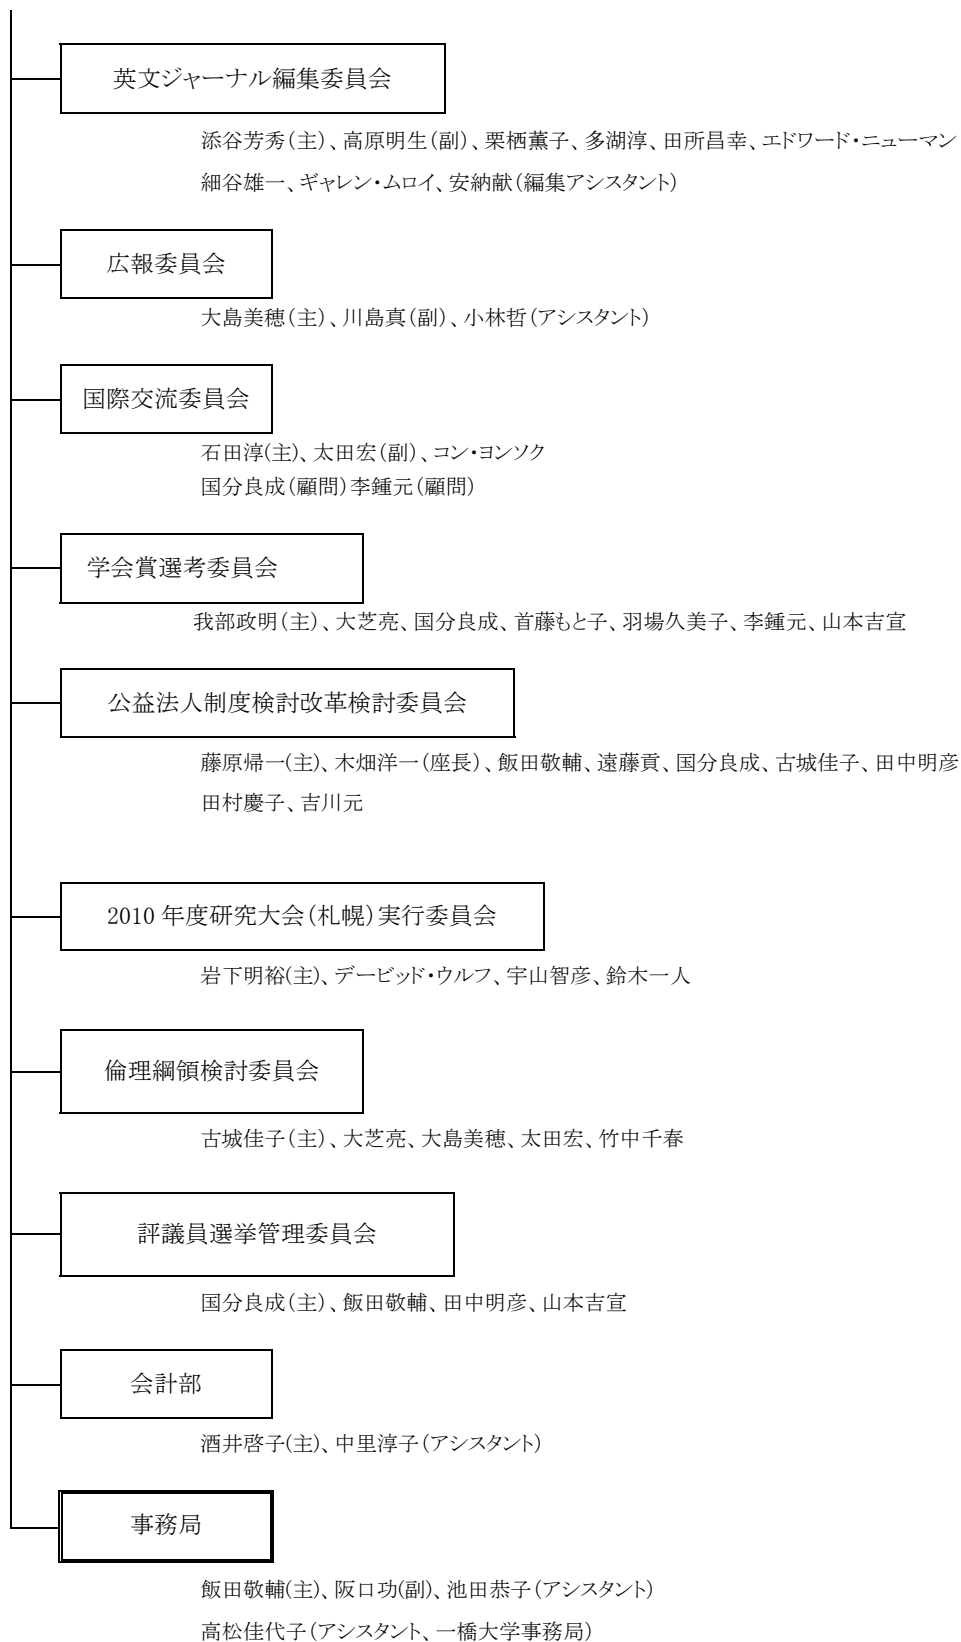 英文ジャーナル編集委員会
添谷芳秀（主）、高原明生（副）、栗栖薫子、多湖淳、田所昌幸、エドワード・ニューマン
細谷雄一、ギャレン・ムロイ、安納献（編集アシスタント）
広報委員会
大島美穂（主）、川島真（副）、小林哲（アシスタント）
国際交流委員会
石田淳(主)、太田宏（副）、コン・ヨンソク
国分良成（顧問）李鍾元（顧問）
学会賞選考委員会
我部政明（主）、大芝亮、国分良成、首藤もと子、羽場久美子、李鍾元、山本吉宣
公益法人制度検討改革検討委員会
藤原帰一(主)、木畑洋一（座長）、飯田敬輔、遠藤貢、国分良成、古城佳子、田中明彦
田村慶子、吉川元
2010 年度研究大会（札幌）実行委員会
岩下明裕(主)、デービッド・ウルフ、宇山智彦、鈴木一人
倫理綱領検討委員会
古城佳子（主）、大芝亮、大島美穂、太田宏、竹中千春
評議員選挙管理委員会
国分良成（主）、飯田敬輔、田中明彦、山本吉宣
会計部
酒井啓子(主)、中里淳子（アシスタント）
事務局
飯田敬輔(主)、阪口功(副)、池田恭子（アシスタント）
高松佳代子（アシスタント、一橋大学事務局）